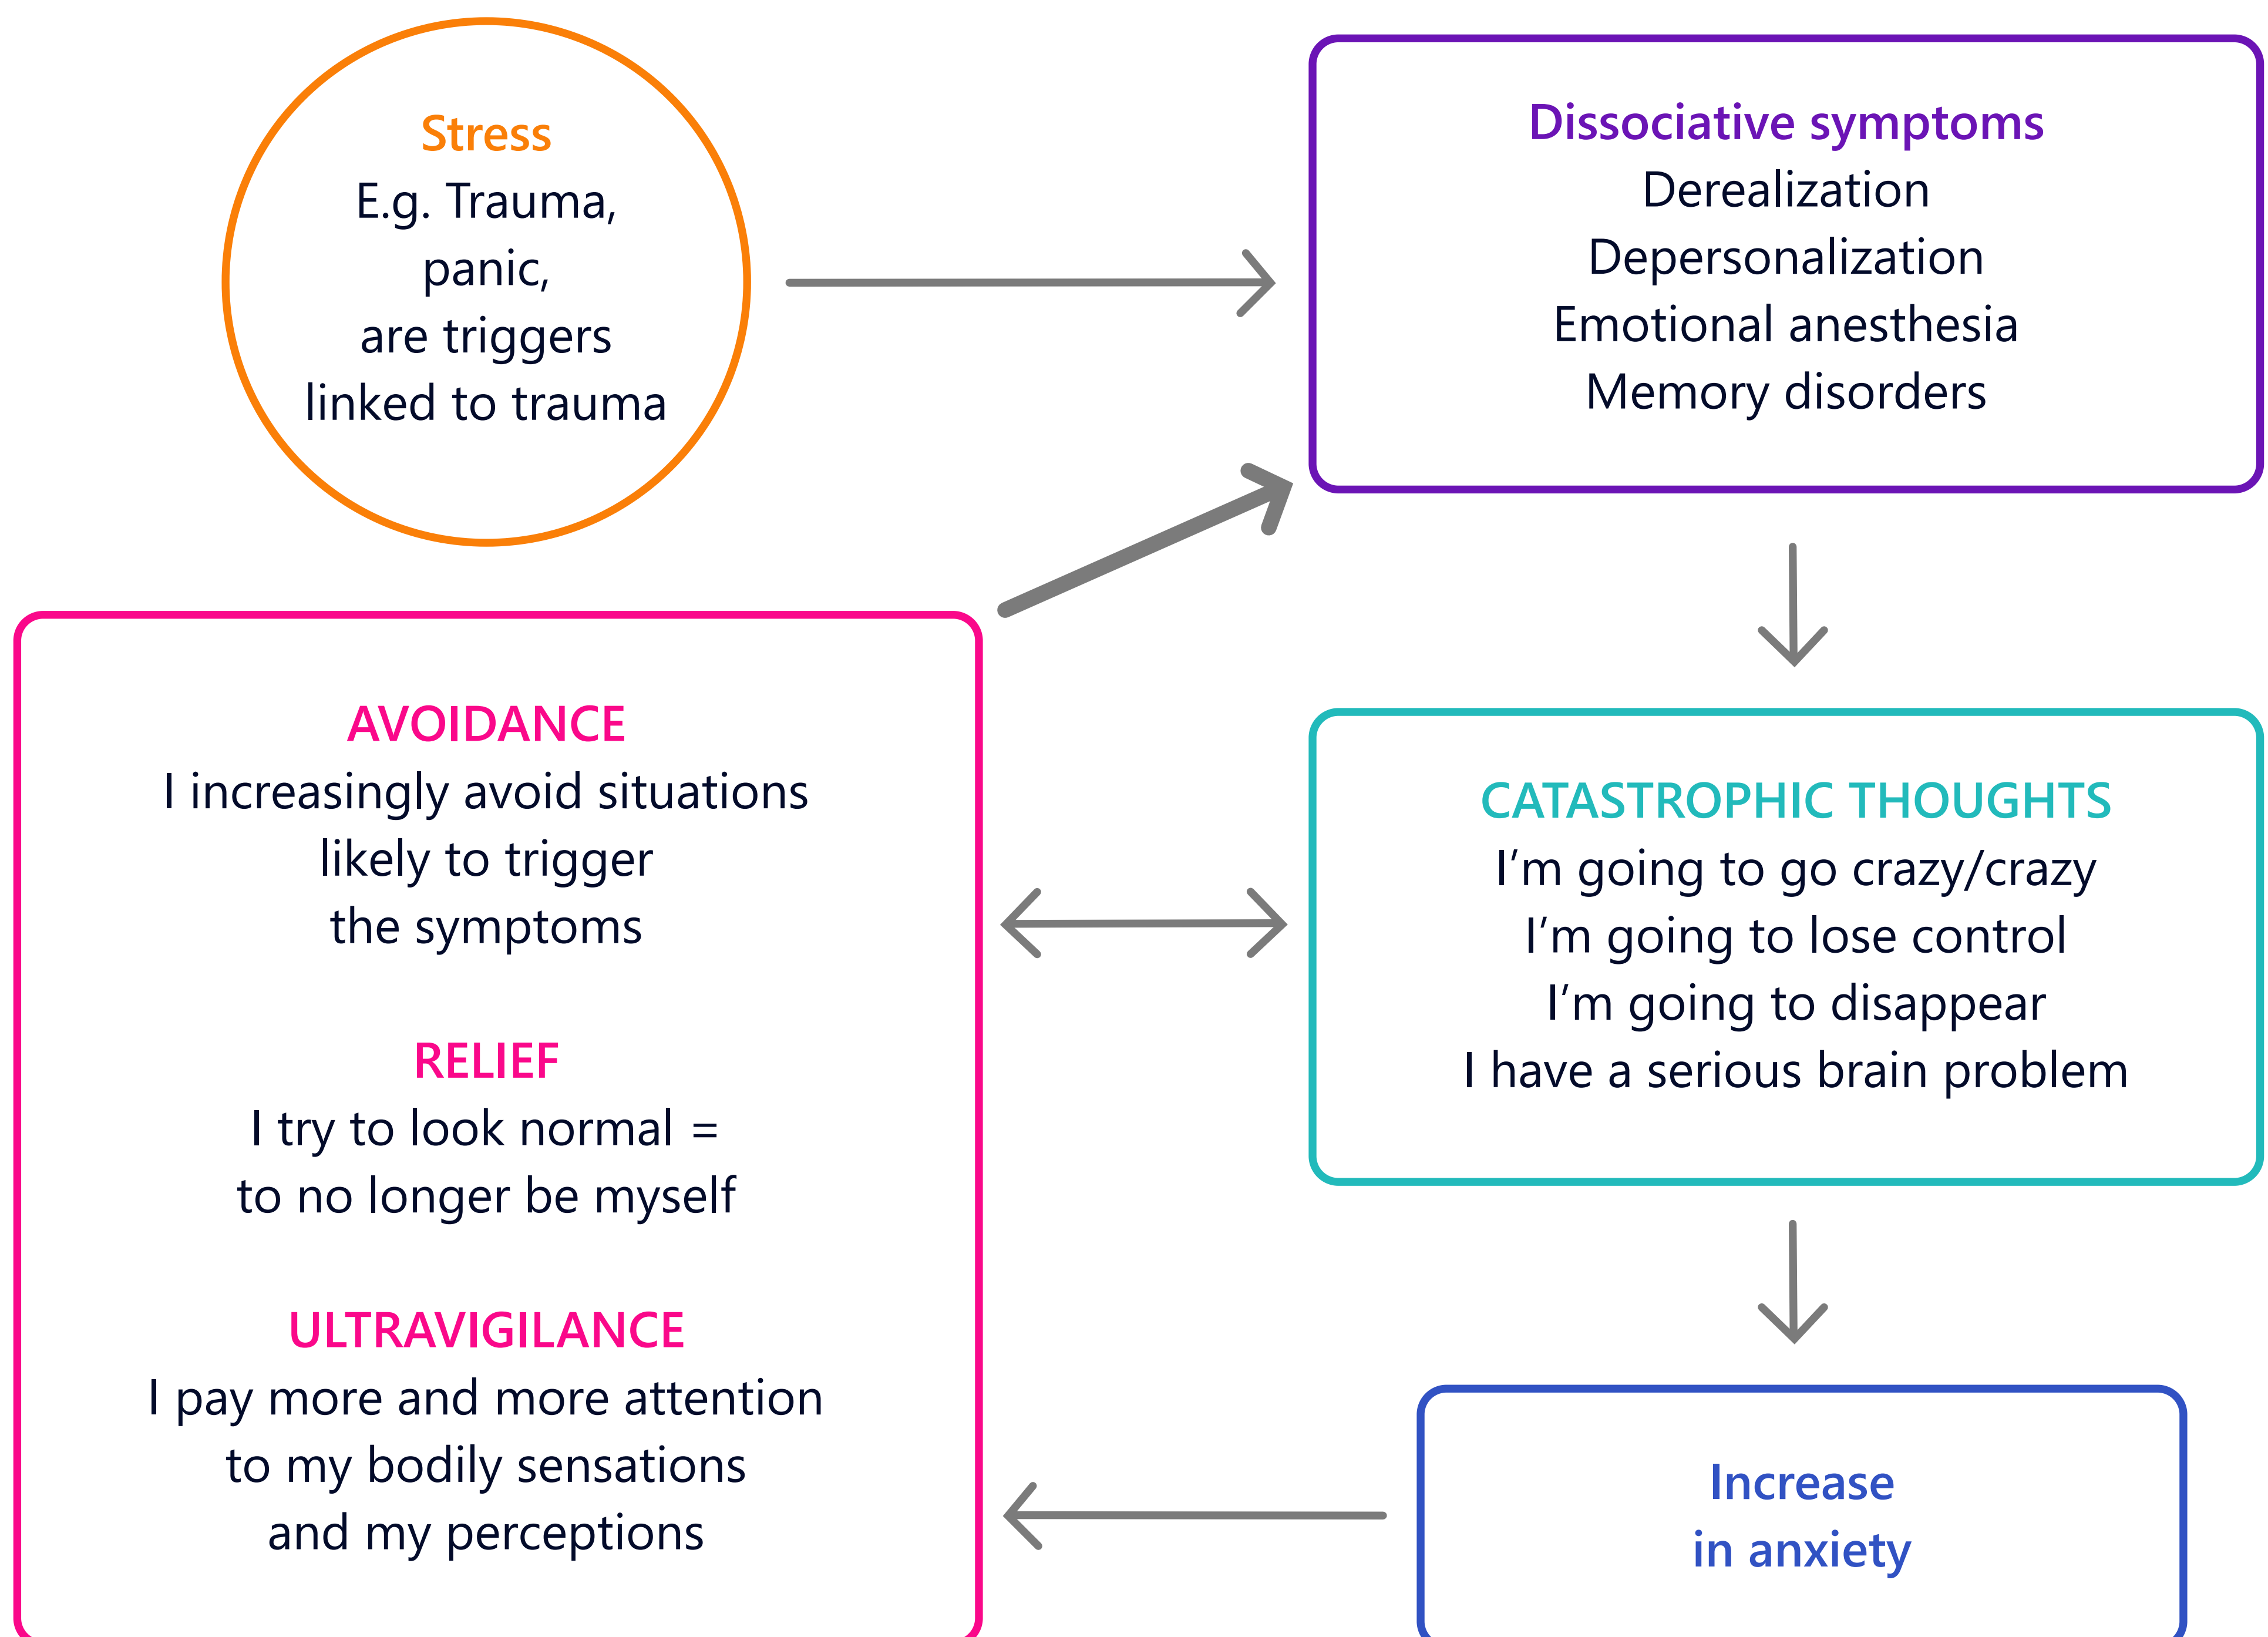 Stress
E.g. Trauma,
panic,
are triggers
linked to trauma
Dissociative symptoms
Derealization
Depersonalization
Emotional anesthesia
Memory disorders
AVOIDANCE
I increasingly avoid situations
likely to trigger
the symptoms
RELIEF
I try to look normal =
to no longer be myself
ULTRAVIGILANCE
I pay more and more attention
to my bodily sensations
and my perceptions
CATASTROPHIC THOUGHTS
I’m going to go crazy/crazy
I’m going to lose control
I’m going to disappear
I have a serious brain problem
Increase
in anxiety